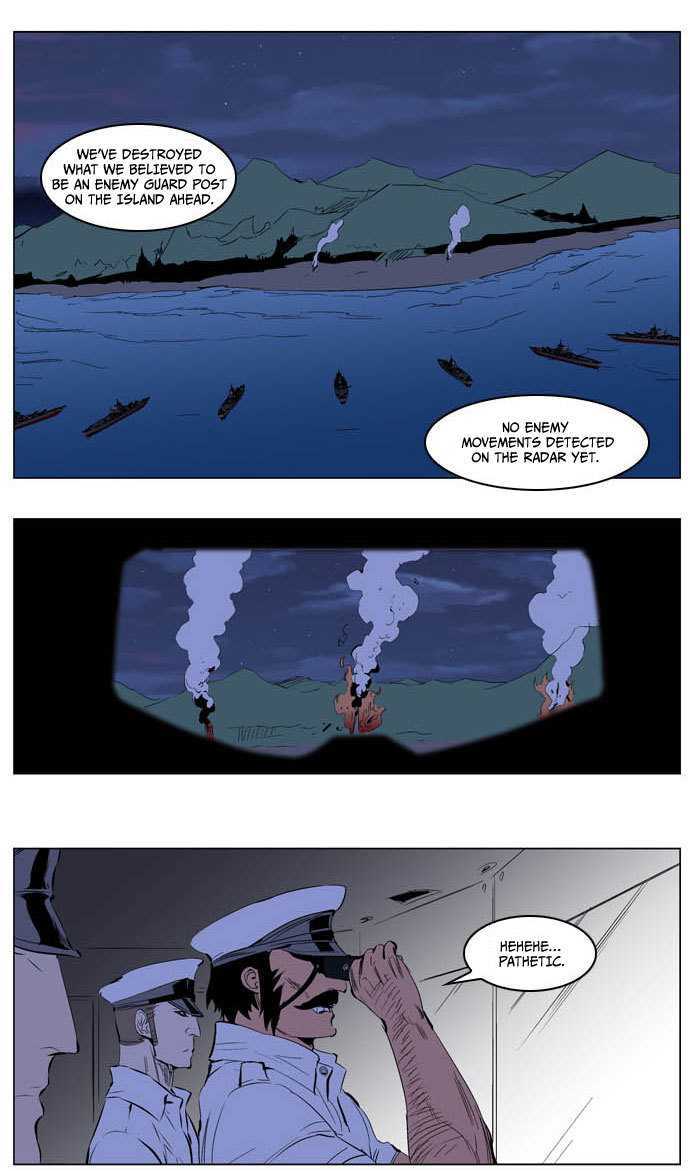 WE'VE DESTROYED
WHAT WE BELIEVED TO
BE AN ENEMY GUARD POST
ON THE ISLAND AHEAD.
NO ENEMY
MOVEMENTS DETECTED
ON THE RADAR YET.
HEHEHE...
PATHETIC.